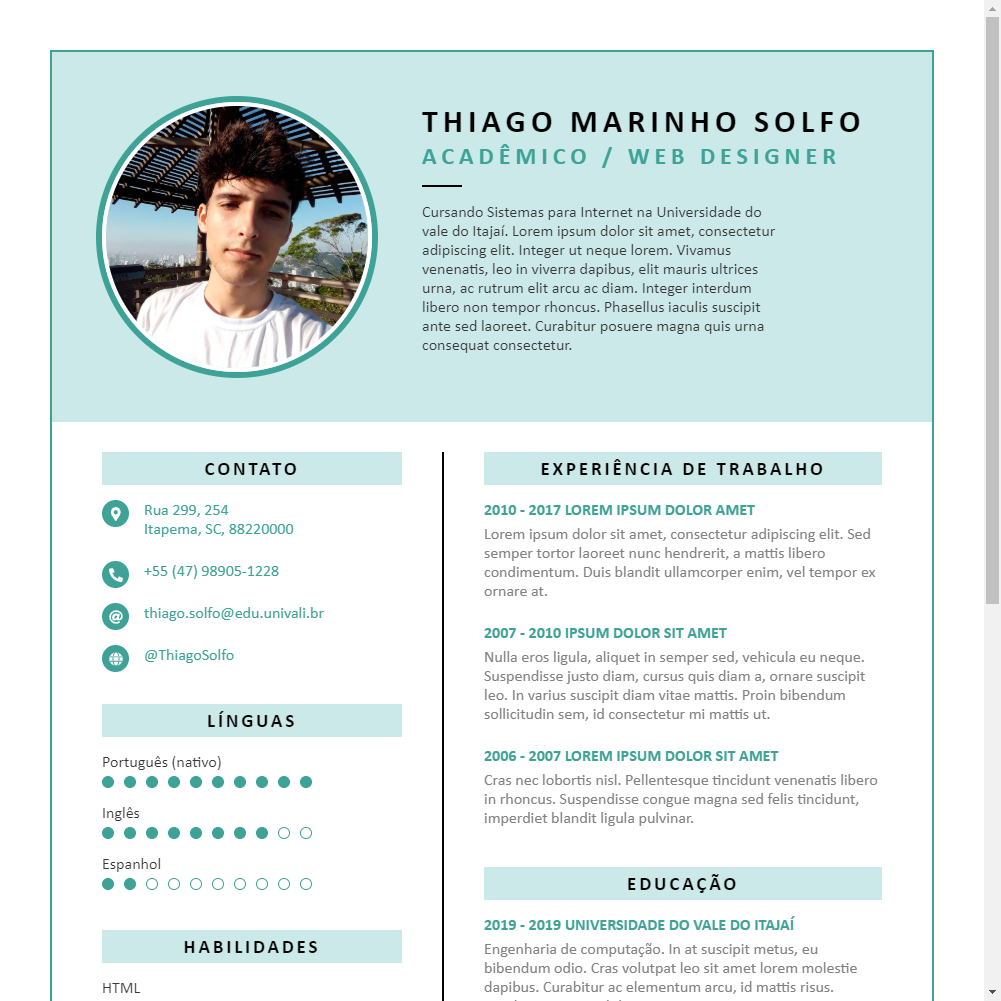 THIAGO MARINHO SOLFO
ACADÊMICO / WEB DESIGNER
Cursando Sistemas para Internet na Universidade do
vale do Itajaí. Lorem ipsum dolor sit amet, consectetur
adipiscing elit. Integer ut neque lorem. Vivamus
venenatis, leo in viverra dapibus, elit mauris ultrices
urna, ac rutrum elit arcu ac diam. Integer interdum
libero non tempor rhoncus. Phasellus iaculis suscipit
ante sed laoreet. Curabitur posuere magna quis urna
consequat consectetur.
CONTATO
Rua 299, 254
Itapema, SC, 88220000
+55 (47) 98905-1228
thiago.solfo@edu.univali.br
@ThiagoSolfo
LÍNGUAS
Português (nativo)
Inglês
Espanhol
HABILIDADES
HTML
EXPERIÊNCIA DE TRABALHO
2010 - 2017 LOREM IPSUM DOLOR AMET
Lorem ipsum dolor sit amet, consectetur adipiscing elit. Sed
semper tortor laoreet nunc hendrerit, a mattis libero
condimentum. Duis blandit ullamcorper enim, vel tempor ex
ornare at.
2007 - 2010 IPSUM DOLOR SIT AMET
Nulla eros ligula, aliquet in semper sed, vehicula eu neque.
Suspendisse justo diam, cursus quis diam a, ornare suscipit
leo. In varius suscipit diam vitae mattis. Proin bibendum
sollicitudin sem, id consectetur mi mattis ut.
2006 - 2007 LOREM IPSUM DOLOR SIT AMET
Cras nec lobortis nisl. Pellentesque tincidunt venenatis libero
in rhoncus. Suspendisse congue magna sed felis tincidunt,
imperdiet blandit ligula pulvinar.
EDUCAÇÃO
2019 - 2019 UNIVERSIDADE DO VALE DO ITAJAÍ
Engenharia de computação. In at suscipit metus, eu
bibendum odio. Cras volutpat leo sit amet lorem molestie
dapibus. Curabitur ac elementum arcu, id mattis risus.